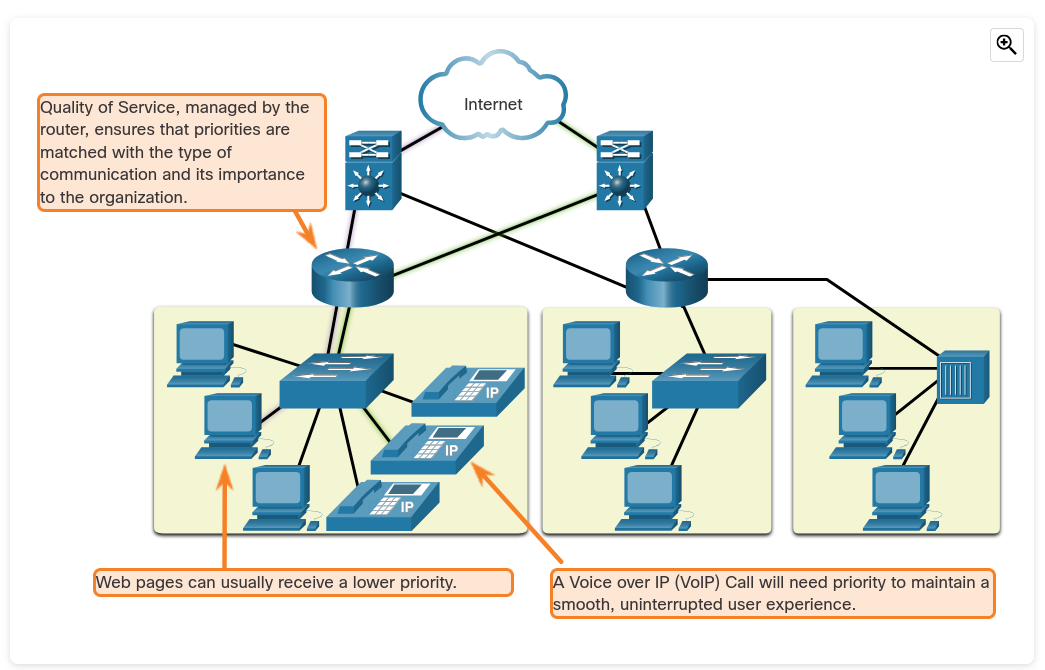 Internet
Quality of Service, managed by the
router, ensures that priorities are
matched with the type of
communication and its importance
to the organization.
IP
IP
IP
Web pages can usually receive a lower priority.
A Voice over IP (VoIP) Call will need priority to maintain a
smooth, uninterrupted user experience.